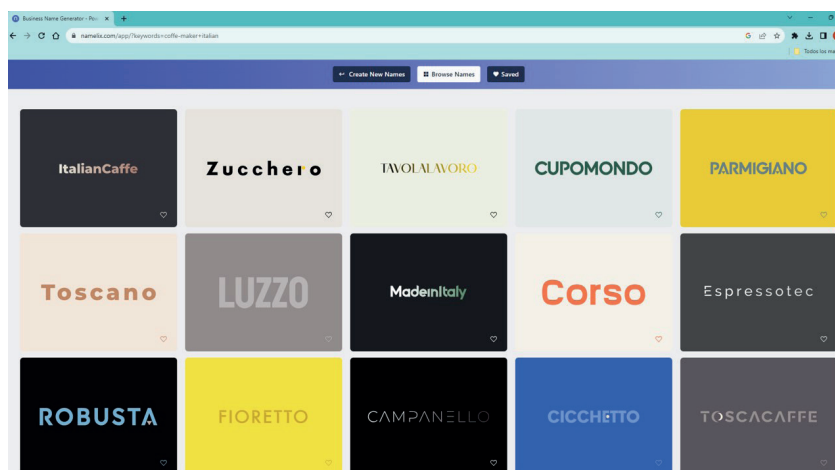 Business Name Generator - Pow
namelix.com/app/?keywords=coffe-maker+italian
Todos los ma
Create New Names
Browse Names
Saved
ItalianCaffe
Zucchero
TAVOLALAVORO
CUPOMONDO
PARMIGIANO
Toscano
LUZZO
MadeinItaly
Corso
Espressotec
ROBUSTA
FIORETTO
CAMPANELLO
CICCHETTO
TOSCACAFFE